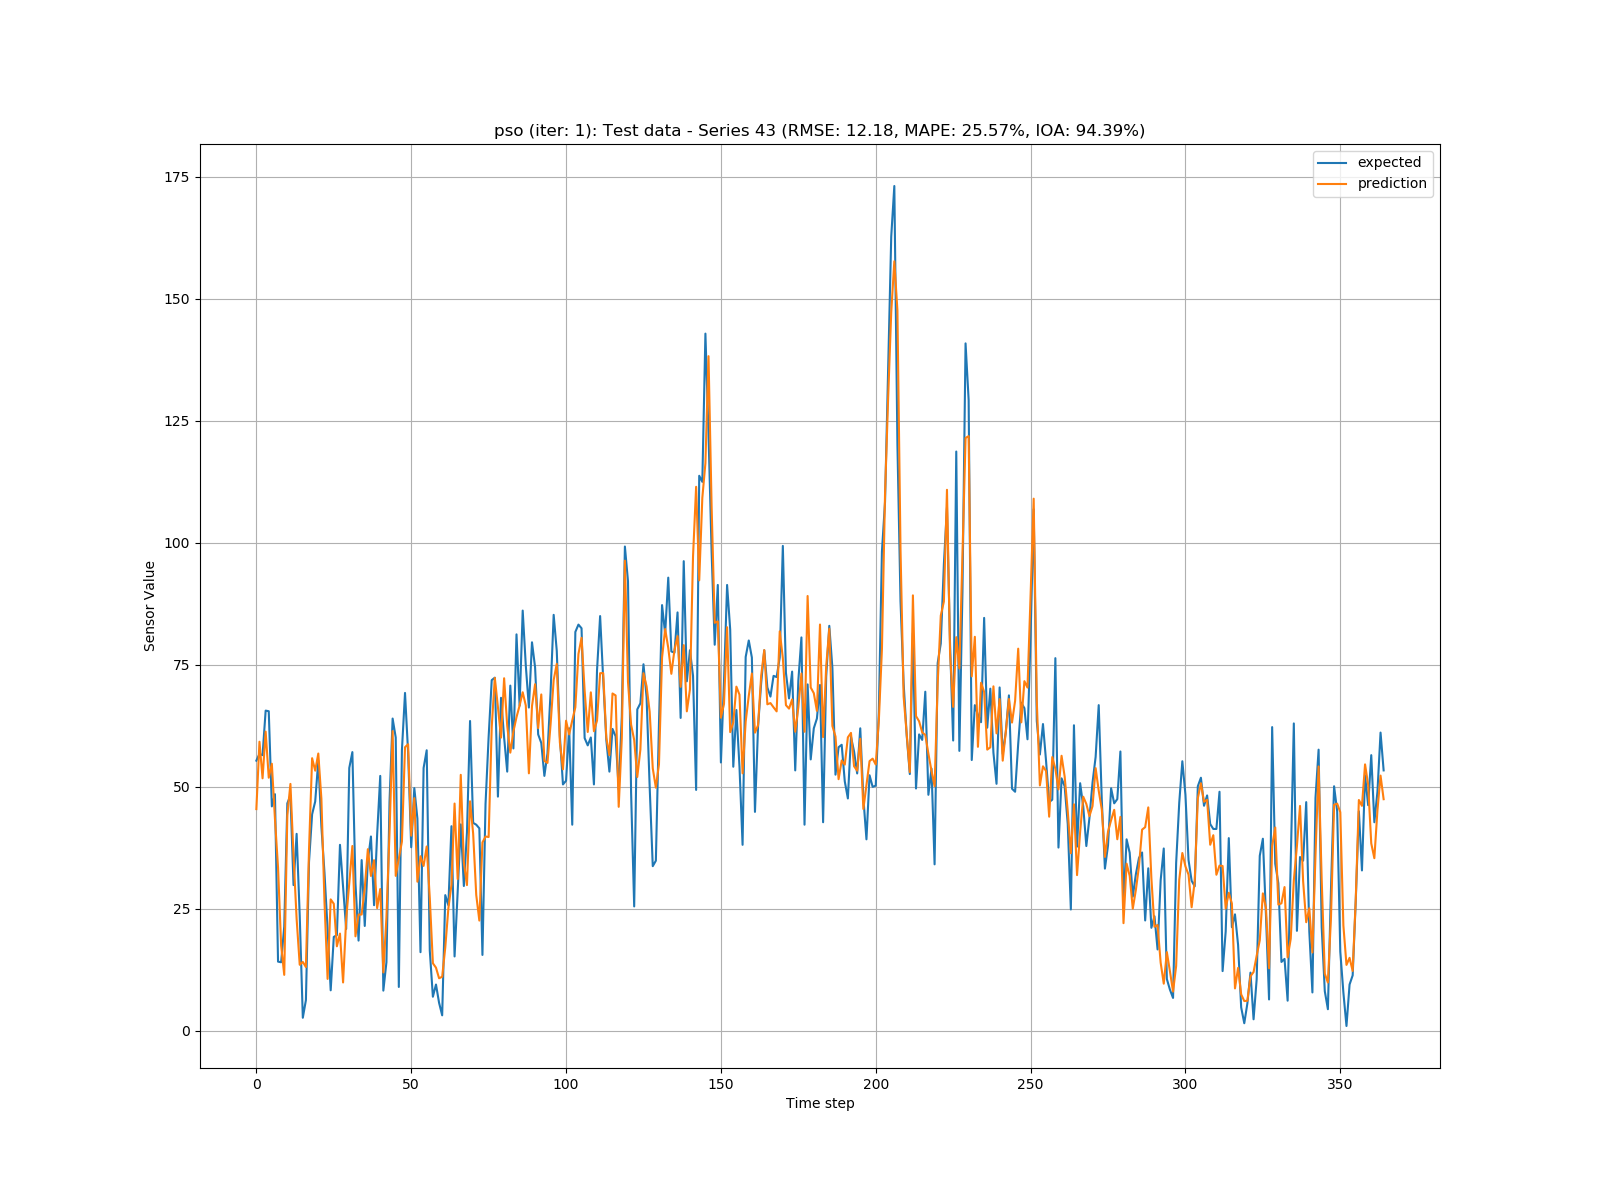 pso (iter: 1): Test data - Series 43 (RMSE: 12.18, MAPE: 25.57%, IOA: 94.39%)
expected
prediction
175
150
125
100
75
50
25
0
Sensor Value
0 50 100 150 200 250 300 350
Time step